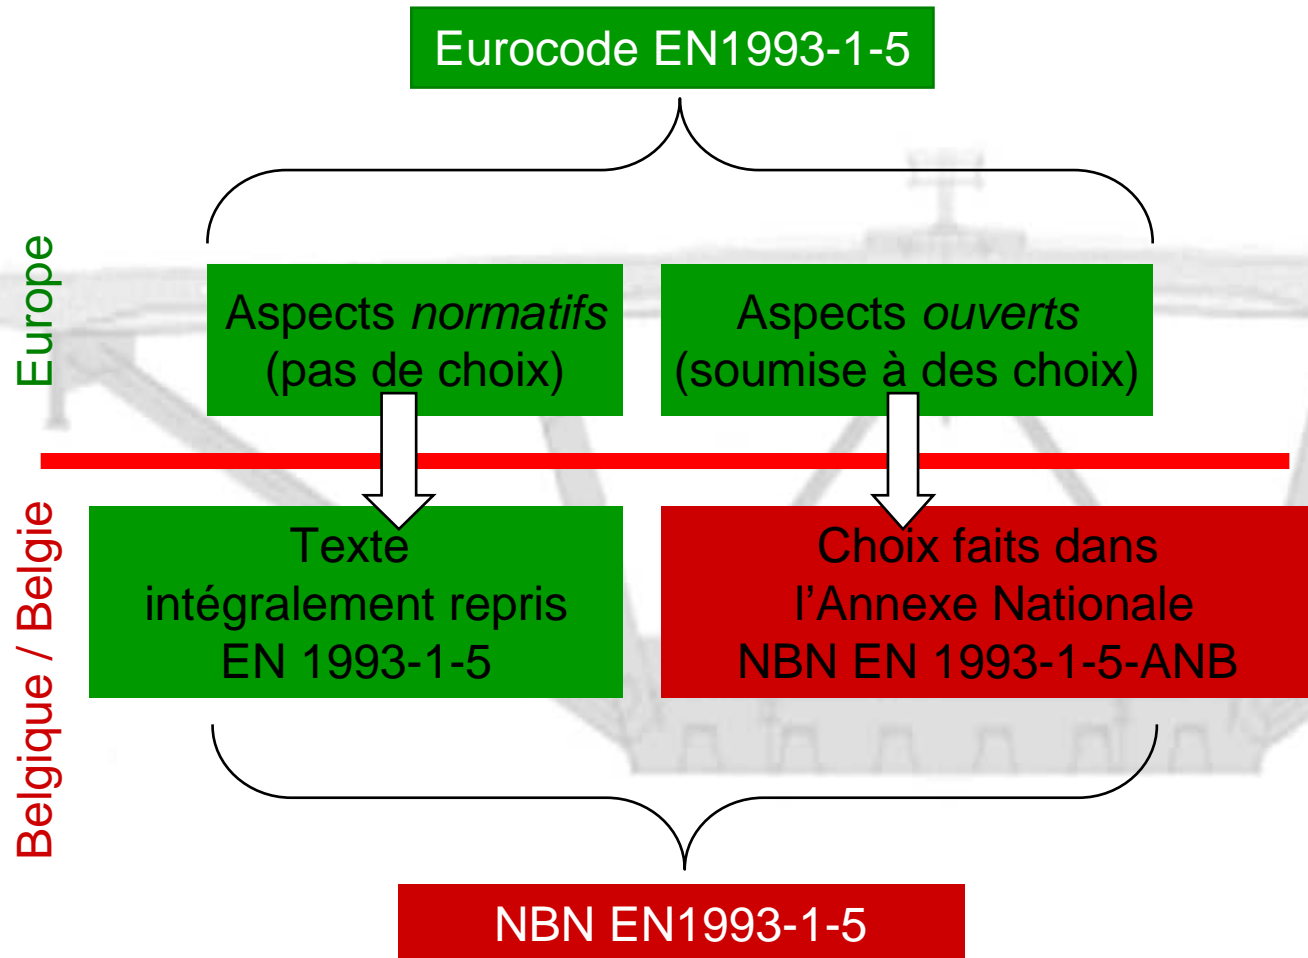 Eurocode EN1993-1-5
Europe
Aspects normatifs
(pas de choix)
Aspects ouverts
(soumise à des choix)
Belgique / Belgie
Texte
intégralement repris
EN 1993-1-5
Choix faits dans
l’Annexe Nationale
NBN EN 1993-1-5-ANB
NBN EN1993-1-5